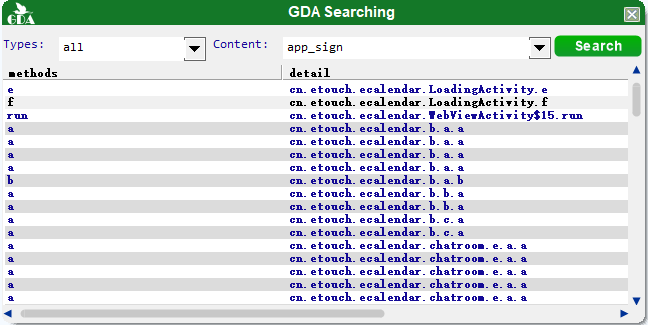 GDA Searching
GDA
Types: all Content: app_sign Search
methods detail
e cn.etouch.ecalendar.LoadingActivity.e
f cn.etouch.ecalendar.LoadingActivity.f
run cn.etouch.ecalendar.WebViewActivity$15.run
a cn.etouch.ecalendar.b.a.a
a cn.etouch.ecalendar.b.a.a
a cn.etouch.ecalendar.b.a.a
a cn.etouch.ecalendar.b.a.a
b cn.etouch.ecalendar.b.a.b
a cn.etouch.ecalendar.b.b.a
a cn.etouch.ecalendar.b.b.a
a cn.etouch.ecalendar.b.c.a
a cn.etouch.ecalendar.b.c.a
a cn.etouch.ecalendar.chatroom.e.a.a
a cn.etouch.ecalendar.chatroom.e.a.a
a cn.etouch.ecalendar.chatroom.e.a.a
a cn.etouch.ecalendar.chatroom.e.a.a
a cn.etouch.ecalendar.chatroom.e.a.a